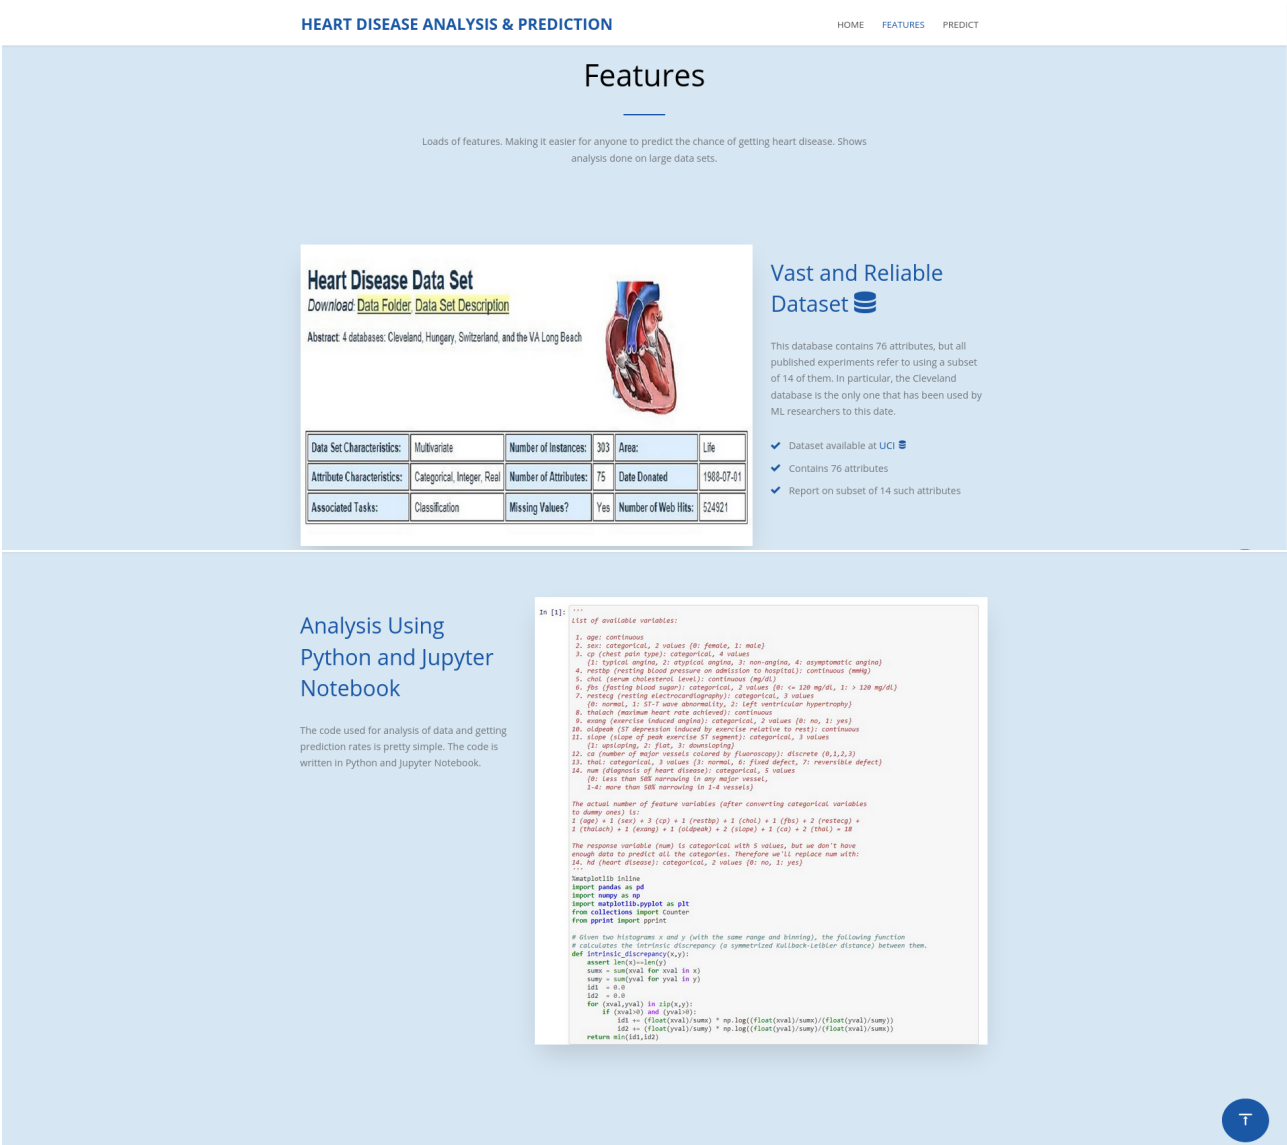 HEART DISEASE ANALYSIS & PREDICTION
HOME FEATURES PREDICT
Features
Loads of features. Making it easier for anyone to predict the chance of getting heart disease. Shows
analysis done on large data sets.
Heart Disease Data Set
Download: Data Folder, Data Set Description
Abstract: 4 databases: Cleveland, Hungary, Switzerland, and the VA Long Beach
Data Set Characteristics: Multivariate Number of Instances: 303 Area: Life
Attribute Characteristics: Categorical, Integer, Real Number of Attributes: 75 Date Donated 1988-07-01
Associated Tasks: Classification Missing Values? Yes Number of Web Hits: 524921
Vast and Reliable
Dataset
This database contains 76 attributes, but all
published experiments refer to using a subset
of 14 of them. In particular, the Cleveland
database is the only one that has been used by
ML researchers to this date.
Dataset available at UCI
Contains 76 attributes
Report on subset of 14 such attributes
Analysis Using
Python and Jupyter
Notebook
The code used for analysis of data and getting
prediction rates is pretty simple. The code is
written in Python and Jupyter Notebook.
In [1]: '''
List of available variables:
1. age: continuous
2. sex: categorical, 2 values {0: female, 1: male}
3. cp (chest pain type): categorical, 4 values
{1: typical angina, 2: atypical angina, 3: non-angina, 4: asymptomatic angina}
4. restbp (resting blood pressure on admission to hospital): continuous (mmHg)
5. chol (serum cholesterol level): continuous (mg/dl)
6. fbs (fasting blood sugar): categorical, 2 values {0: <= 120 mg/dl, 1: > 120 mg/dl}
7. restecg (resting electrocardiography): categorical, 3 values
{0: normal, 1: ST-T wave abnormality, 2: left ventricular hypertrophy}
8. thalach (maximum heart rate achieved): continuous
9. exang (exercise induced angina): categorical, 2 values {0: no, 1: yes}
10. oldpeak (ST depression induced by exercise relative to rest): continuous
11. slope (slope of peak exercise ST segment): categorical, 3 values
{1: upsloping, 2: flat, 3: downsloping}
12. ca (number of major vessels colored by fluoroscopy): discrete (0,1,2,3)
13. thal: categorical, 3 values {3: normal, 6: fixed defect, 7: reversible defect}
14. num (diagnosis of heart disease): categorical, 5 values
{0: less than 50% narrowing in any major vessel,
1-4: more than 50% narrowing in 1-4 vessels}
The actual number of feature variables (after converting categorical variables
to dummy ones) is:
1 (age) + 1 (sex) + 3 (cp) + 1 (restbp) + 1 (chol) + 1 (fbs) + 2 (restecg) +
1 (thalach) + 1 (exang) + 1 (oldpeak) + 2 (slope) + 1 (ca) + 2 (thal) = 18
The response variable (num) is categorical with 5 values, but we don't have
enough data to predict all the categories. Therefore we'll replace num with:
14. hd (heart disease): categorical, 2 values {0: no, 1: yes}
'''
%matplotlib inline
import pandas as pd
import numpy as np
import matplotlib.pyplot as plt
from collections import Counter
from pprint import pprint
# Given two histograms x and y (with the same range and binning), the following function
# calculates the intrinsic discrepancy (a symmetrized Kullback-Leibler distance) between them.
def intrinsic_discrepancy(x,y):
assert len(x)==len(y)
sumx = sum(xval for xval in x)
sumy = sum(yval for yval in y)
id1 = 0.0
id2 = 0.0
for (xval,yval) in zip(x,y):
if (xval>0) and (yval>0):
id1 += (float(xval)/sumx) * np.log((float(xval)/sumx)/(float(yval)/sumy))
id2 += (float(yval)/sumy) * np.log((float(yval)/sumy)/(float(xval)/sumx))
return min(id1,id2)